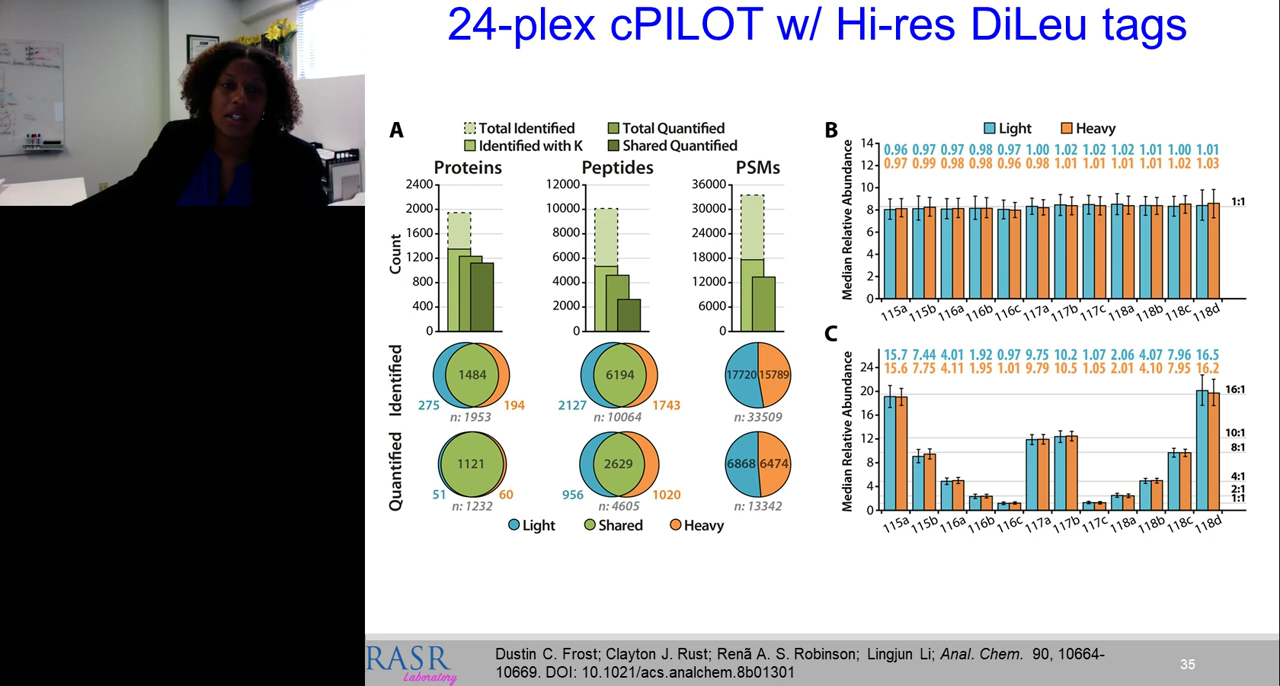 24-plex cPILOT w/ Hi-res DiLeu tags
A
Total Identified
Total Quantified
Identified with K
Shared Quantified
Proteins
Peptides
PSMs
Count
2400
2000
1600
1200
800
400
0
12000
10000
8000
6000
4000
2000
0
36000
30000
24000
18000
12000
6000
0
Identified
1484
275
194
n: 1953
6194
2127
1743
n: 10064
17720
15789
n: 33509
Quantified
1121
51
60
n: 1232
2629
956
1020
n: 4605
6868
6474
n: 13342
Light
Shared
Heavy
B
Light
Heavy
Median Relative Abundance
14
12
10
8
6
4
2
0
0.96 0.97 0.97 0.98 0.97 1.00 1.02 1.02 1.02 1.01 1.00 1.01
0.97 0.99 0.98 0.98 0.96 0.98 1.01 1.01 1.01 1.01 1.02 1.03
1:1
115a 115b 116a 116b 116c 117a 117b 117c 118a 118b 118c 118d
C
Median Relative Abundance
24
20
16
12
8
4
0
15.7 7.44 4.01 1.92 0.97 9.75 10.2 1.07 2.06 4.07 7.96 16.5
15.6 7.75 4.11 1.95 1.01 9.79 10.5 1.05 2.01 4.10 7.95 16.2
16:1
10:1
8:1
4:1
2:1
1:1
115a 115b 116a 116b 116c 117a 117b 117c 118a 118b 118c 118d
RASR
Laboratory
Dustin C. Frost; Clayton J. Rust; Renã A. S. Robinson; Lingjun Li; Anal. Chem. 90, 10664-
10669. DOI: 10.1021/acs.analchem.8b01301
35